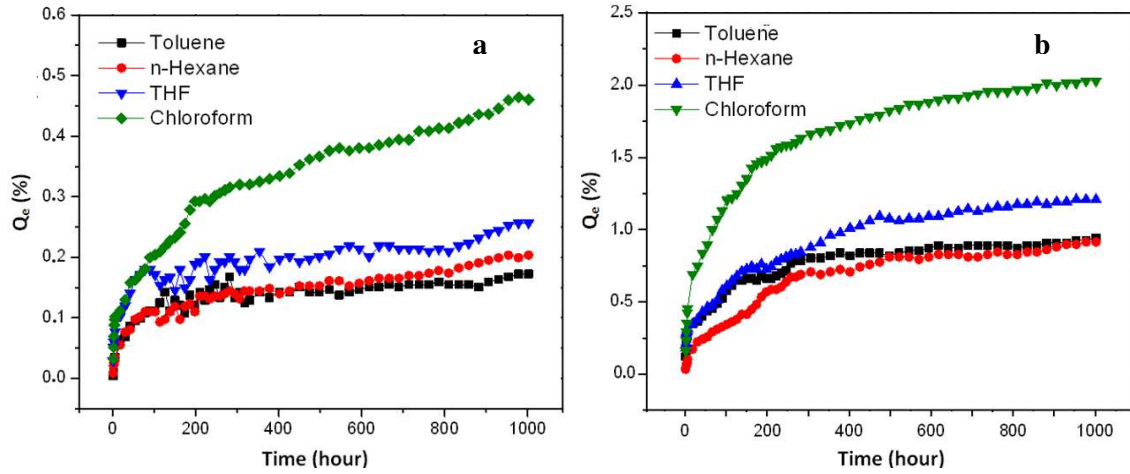 a
Toluene
n-Hexane
THF
Chloroform
Qe (%)
0.6
0.5
0.4
0.3
0.2
0.1
0.0
0 200 400 600 800 1000
Time (hour)
b
Toluene
n-Hexane
THF
Chloroform
Qe (%)
2.5
2.0
1.5
1.0
0.5
0.0
0 200 400 600 800 1000
Time (hour)